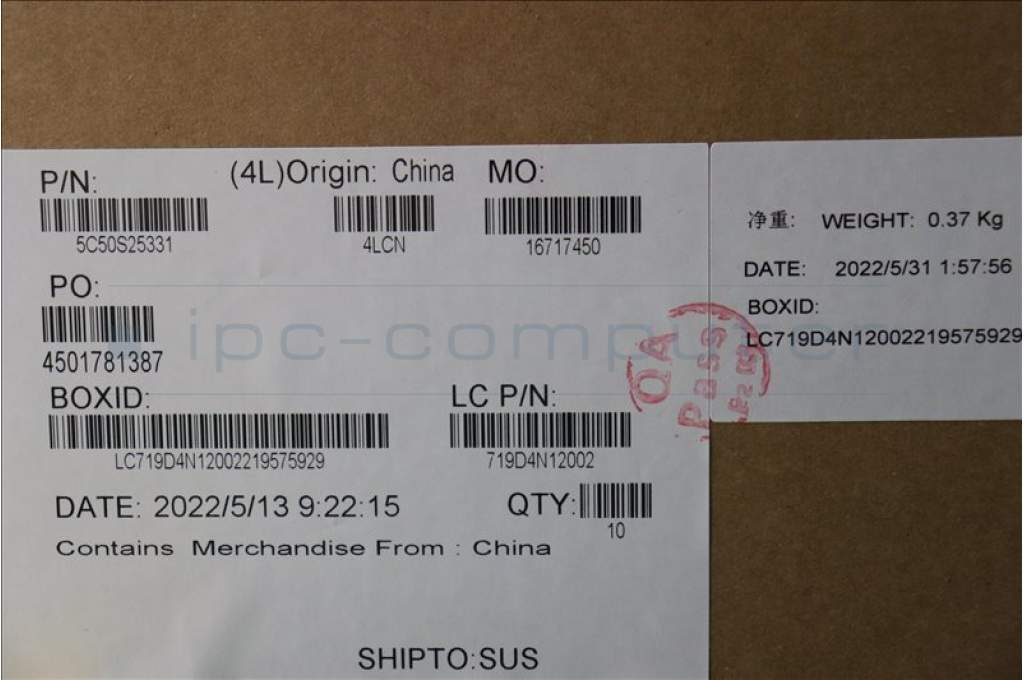 P/N: (4L)Origin: China MO:
5C50S25331 4LCN 16717450
PO:
4501781387
BOXID: LC P/N:
LC719D4N12002219575929 719D4N12002
DATE: 2022/5/13 9:22:15 QTY:
10
Contains Merchandise From : China
SHIPTO:SUS
净重: WEIGHT: 0.37 Kg
DATE: 2022/5/31 1:57:56
BOXID:
LC719D4N12002219575929
QA
Pass
ipc-computer